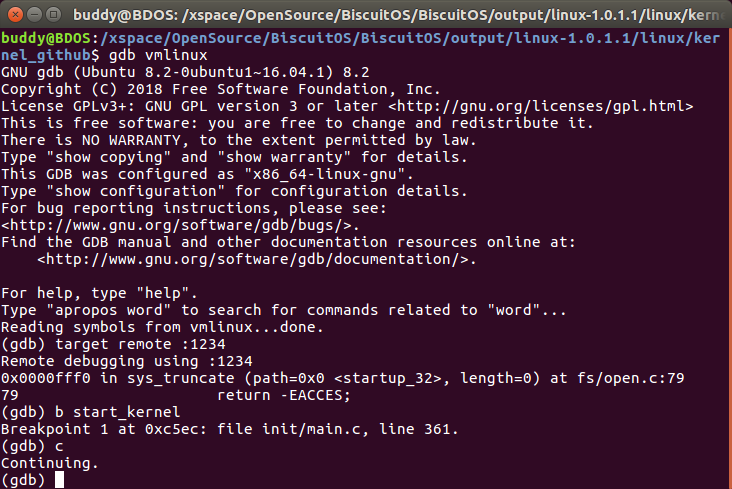 buddy@BDOS: /xspace/OpenSource/BiscuitOS/BiscuitOS/output/linux-1.0.1.1/linux/kerne
buddy@BDOS:/xspace/OpenSource/BiscuitOS/BiscuitOS/output/linux-1.0.1.1/linux/ker
nel_github$ gdb vmlinux
GNU gdb (Ubuntu 8.2-0ubuntu1~16.04.1) 8.2
Copyright (C) 2018 Free Software Foundation, Inc.
License GPLv3+: GNU GPL version 3 or later <http://gnu.org/licenses/gpl.html>
This is free software: you are free to change and redistribute it.
There is NO WARRANTY, to the extent permitted by law.
Type "show copying" and "show warranty" for details.
This GDB was configured as "x86_64-linux-gnu".
Type "show configuration" for configuration details.
For bug reporting instructions, please see:
<http://www.gnu.org/software/gdb/bugs/>.
Find the GDB manual and other documentation resources online at:
    <http://www.gnu.org/software/gdb/documentation/>.

For help, type "help".
Type "apropos word" to search for commands related to "word"...
Reading symbols from vmlinux...done.
(gdb) target remote :1234
Remote debugging using :1234
0x0000fff0 in sys_truncate (path=0x0 <startup_32>, length=0) at fs/open.c:79
79                      return -EACCES;
(gdb) b start_kernel
Breakpoint 1 at 0xc5ec: file init/main.c, line 361.
(gdb) c
Continuing.
(gdb)